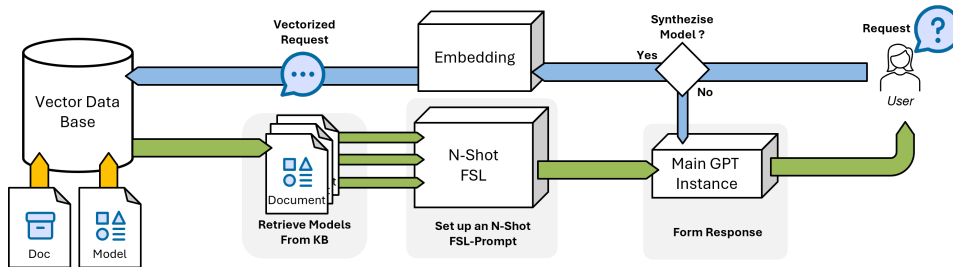 Vectorized
Request
Synthezise
Model ?
Request
Yes
Embedding
No
User
Vector Data
Base
N-Shot
FSL
Main GPT
Instance
Document
Retrieve Models
From KB
Set up an N-Shot
FSL-Prompt
Form Response
Doc
Model